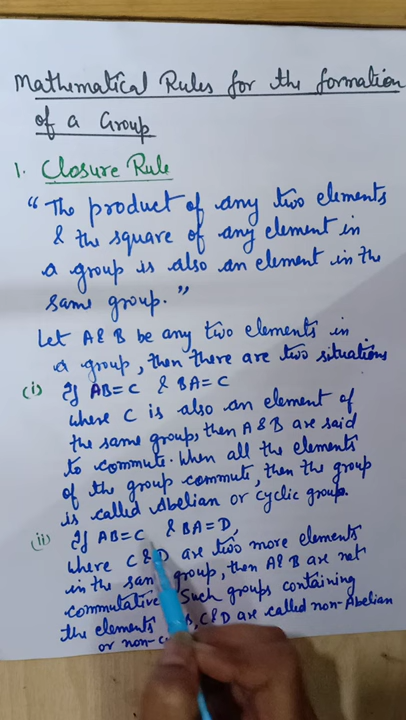 Mathematical Rules for the formation
of a Group
1. Closure Rule
"The product of any two elements
& the square of any element in
a group is also an element in the
same group."
Let A & B be any two elements in
a group, then there are two situations
(i) If AB=C & BA=C
where C is also an element of
the same group, then A & B are said
to commute. When all the elements
of the group commute, then the group
is called Abelian or cyclic group.
(ii) If AB=C & BA=D,
where C & D are two more elements
in the same group, then A & B are not
commutative. Such groups containing
the elements B, C & D are called non-Abelian
or non-